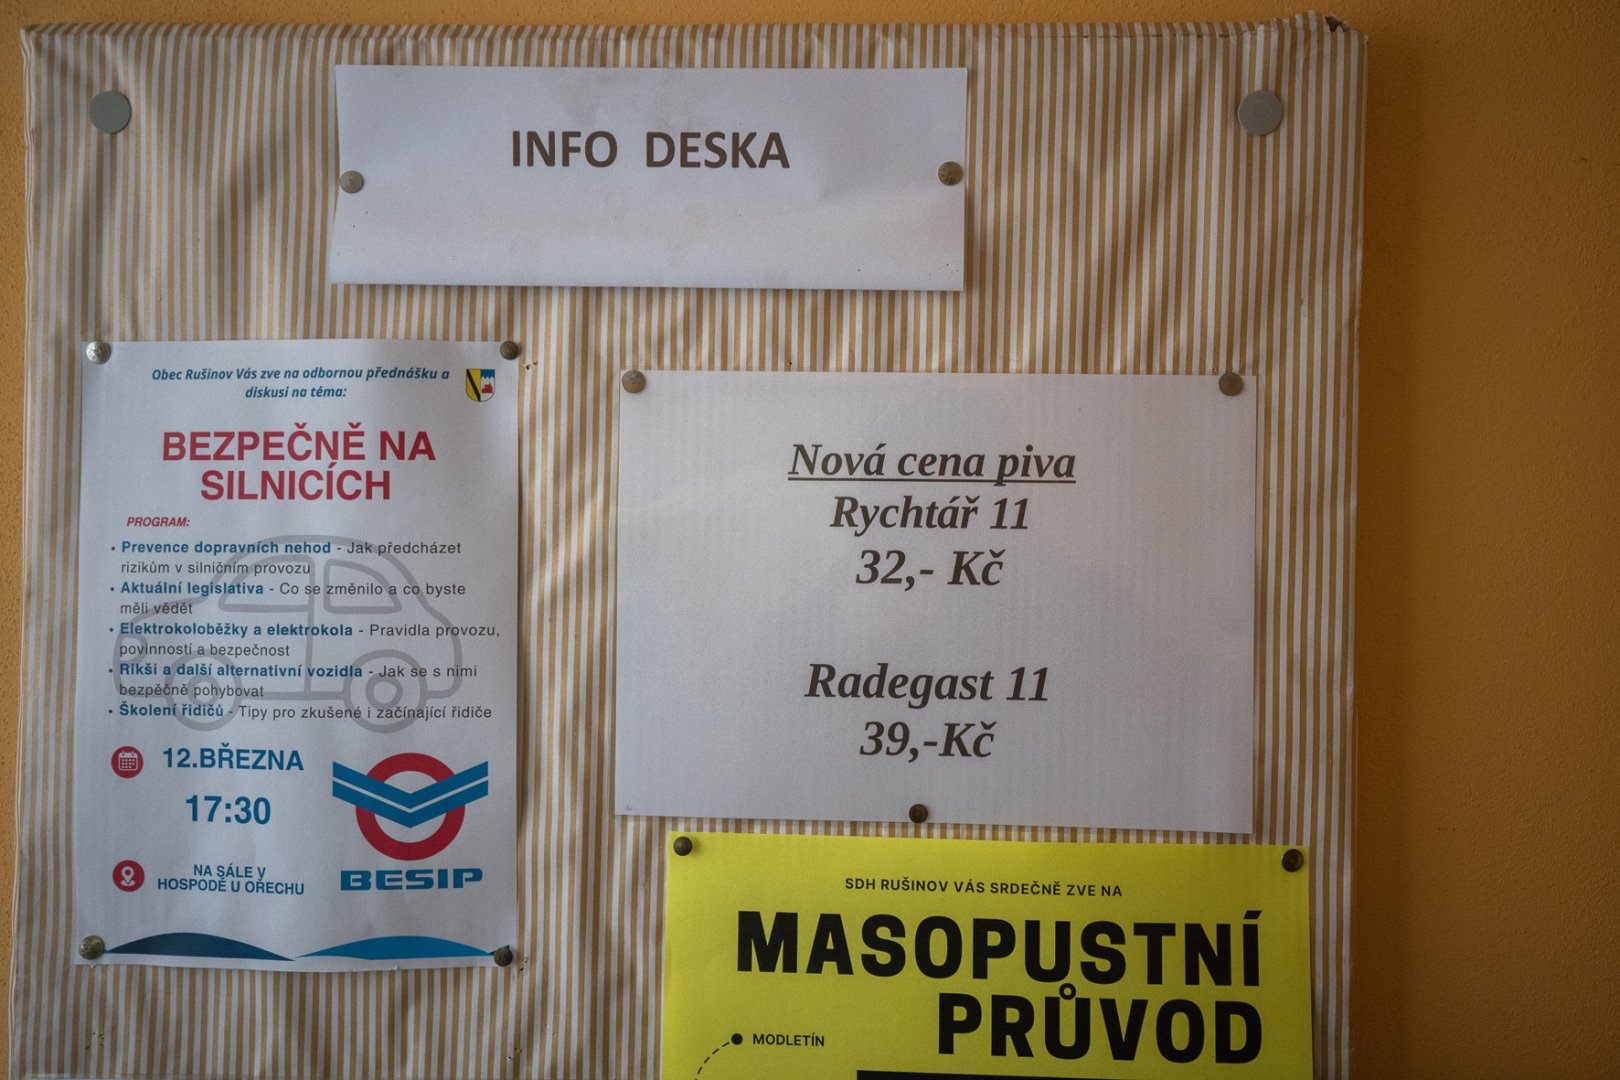 INFO DESKA
Obec Rušinov Vás zve na odbornou přednášku a
diskusi na téma:
BEZPEČNĚ NA
SILNICÍCH
PROGRAM:
• Prevence dopravních nehod - Jak předcházet
rizikům v silničním provozu
• Aktuální legislativa - Co se změnilo a co byste
měli vědět
• Elektrokoloběžky a elektrokola - Pravidla provozu,
povinností a bezpečnost
• Rikši a další alternativní vozidla - Jak se s nimi
bezpěčně pohybovat
• Školení řidičů - Tipy pro zkušené i začínající řidiče
12.BŘEZNA
17:30
NA SÁLE V
HOSPODĚ U OŘECHU
BESIP
Nová cena piva
Rychtář 11
32,- Kč
Radegast 11
39,-Kč
SDH RUŠINOV VÁS SRDEČNĚ ZVE NA
MASOPUSTNÍ
PRŮVOD
MODLETÍN